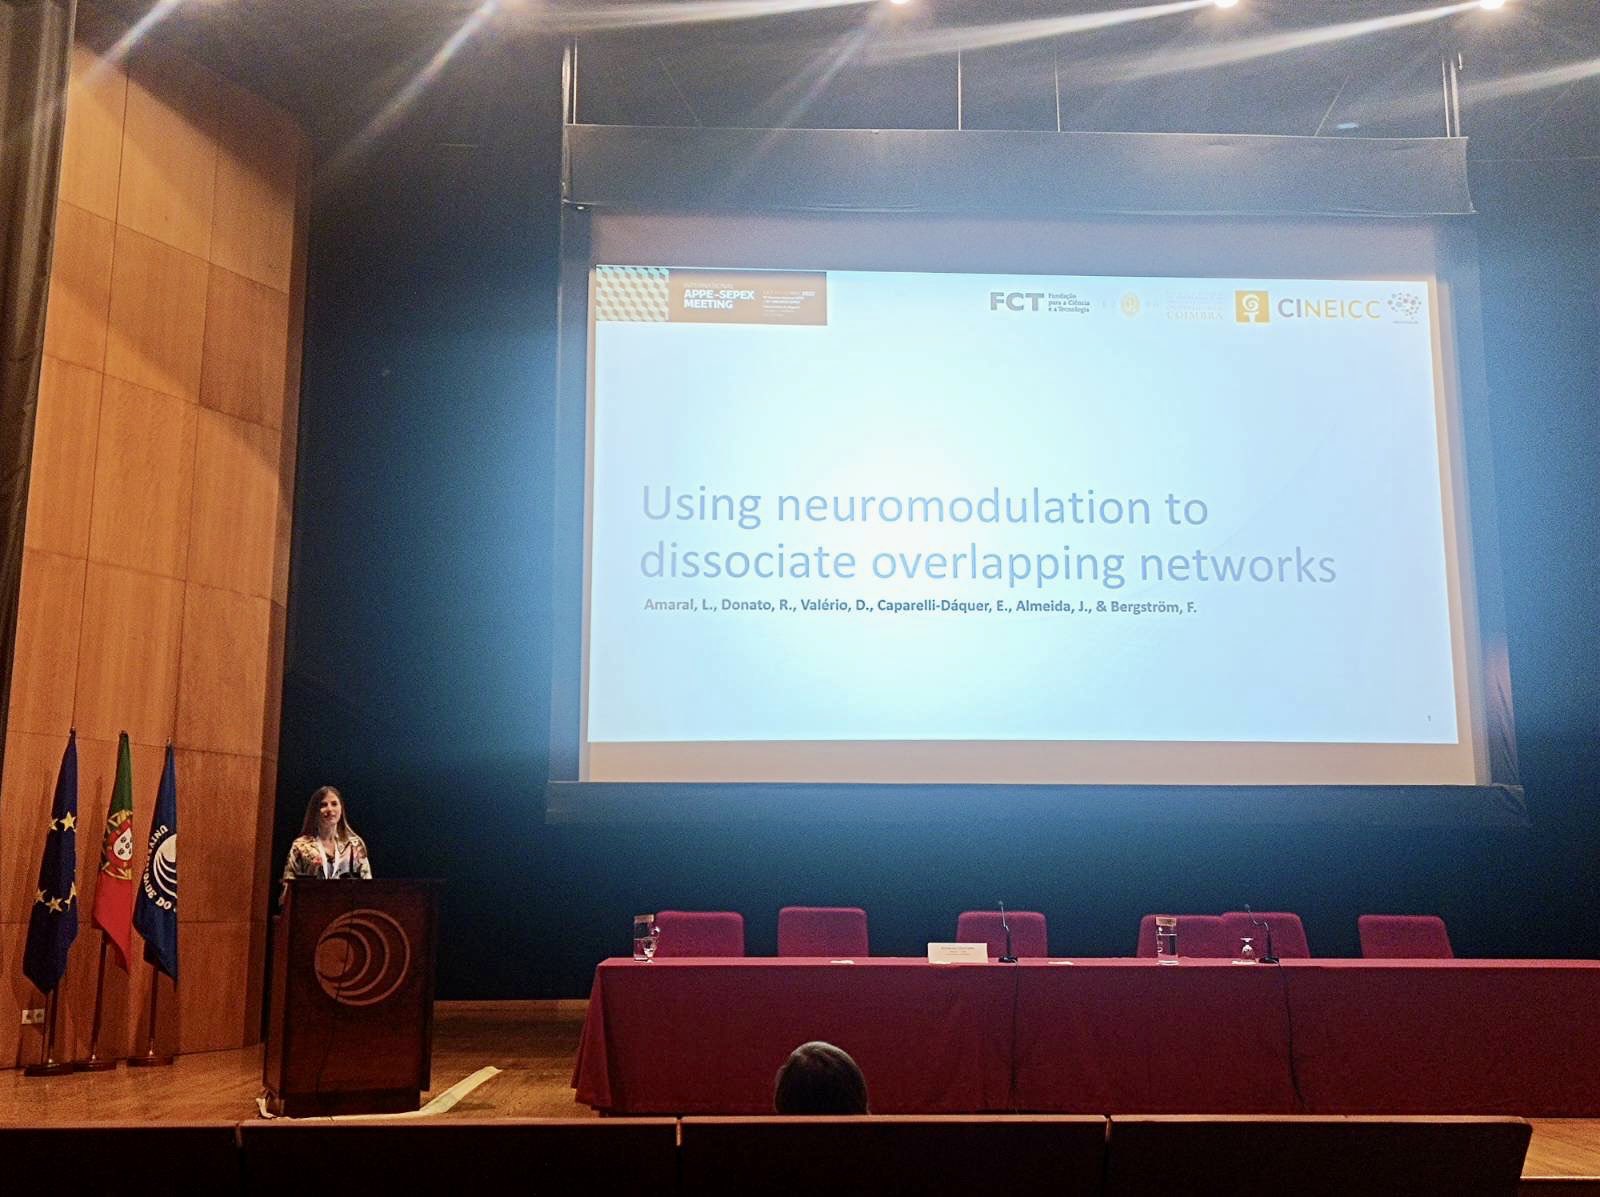 INTERNATIONAL
APPE-SEPEX
MEETING
FCT Fundação
para a Ciência
e a Tecnologia
COIMBRA
CINEICC
Using neuromodulation to
dissociate overlapping networks
Amaral, L., Donato, R., Valério, D., Caparelli-Dáquer, E., Almeida, J., & Bergström, F.
1